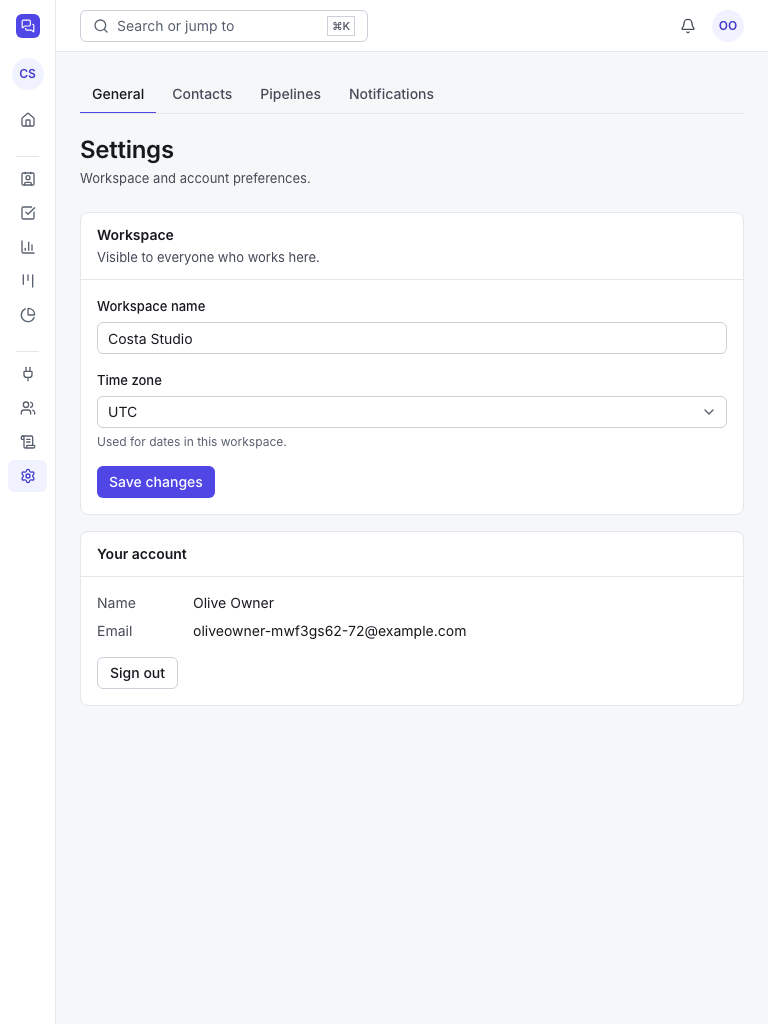 Search or jump to
⌘K
OO
CS
General
Contacts
Pipelines
Notifications
Settings
Workspace and account preferences.
Workspace
Visible to everyone who works here.
Workspace name
Costa Studio
Time zone
UTC
Used for dates in this workspace.
Save changes
Your account
Name Olive Owner
Email oliveowner-mwf3gs62-72@example.com
Sign out